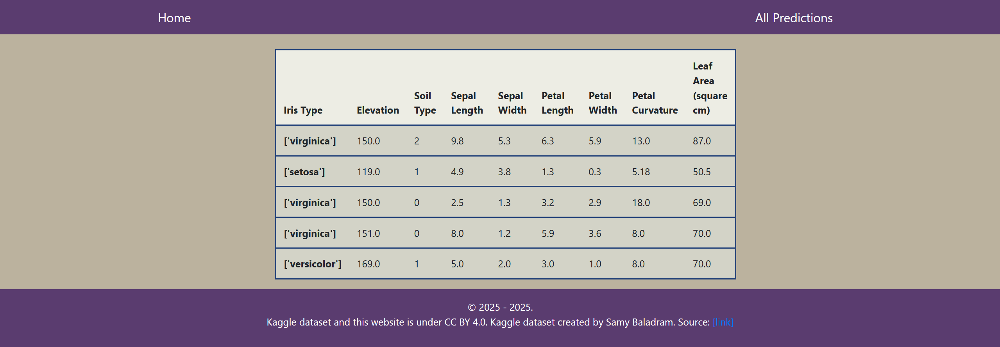 Home All Predictions
Iris Type Elevation Soil Type Sepal Length Sepal Width Petal Length Petal Width Petal Curvature Leaf Area (square cm)
['virginica'] 150.0 2 9.8 5.3 6.3 5.9 13.0 87.0
['setosa'] 119.0 1 4.9 3.8 1.3 0.3 5.18 50.5
['virginica'] 150.0 0 2.5 1.3 3.2 2.9 18.0 69.0
['virginica'] 151.0 0 8.0 1.2 5.9 3.6 8.0 70.0
['versicolor'] 169.0 1 5.0 2.0 3.0 1.0 8.0 70.0
© 2025 - 2025.
Kaggle dataset and this website is under CC BY 4.0. Kaggle dataset created by Samy Baladram. Source: [link]